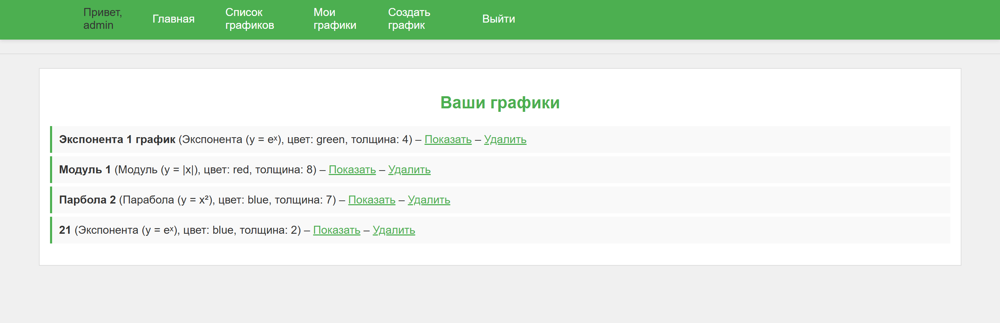 Привет,
admin
Главная
Список
графиков
Мои
графики
Создать
график
Выйти
Ваши графики
Экспонента 1 график (Экспонента (y = eˣ), цвет: green, толщина: 4) – Показать – Удалить
Модуль 1 (Модуль (y = |x|), цвет: red, толщина: 8) – Показать – Удалить
Парбола 2 (Парабола (y = x²), цвет: blue, толщина: 7) – Показать – Удалить
21 (Экспонента (y = eˣ), цвет: blue, толщина: 2) – Показать – Удалить